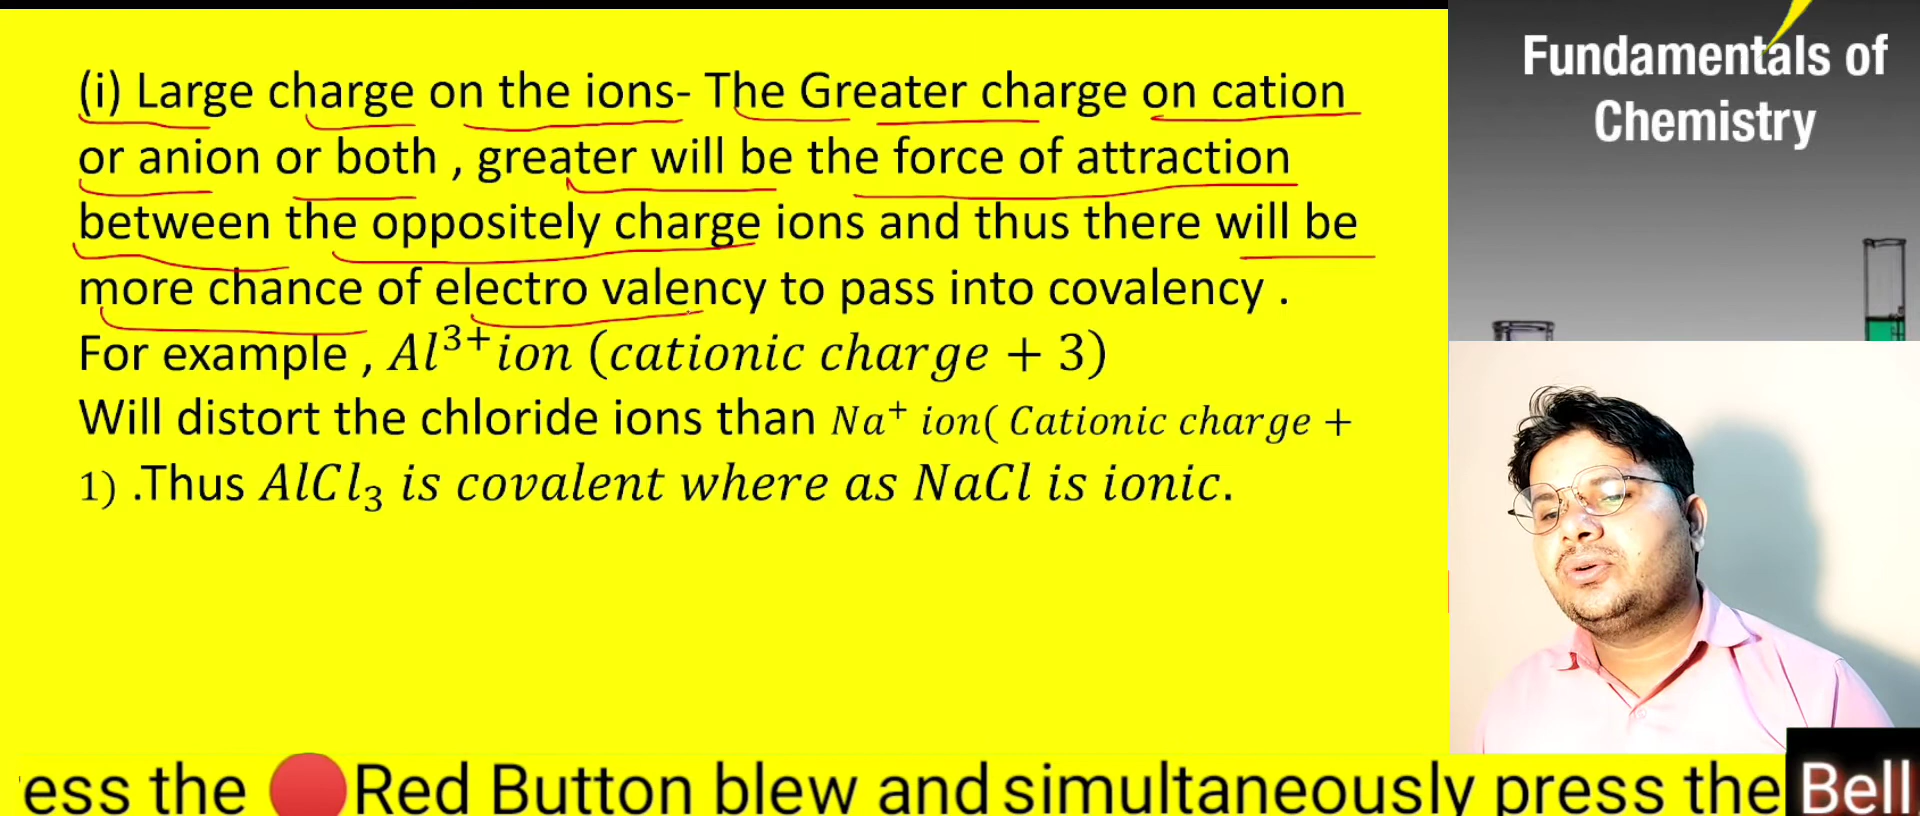 (i) Large charge on the ions- The Greater charge on cation
or anion or both , greater will be the force of attraction
between the oppositely charge ions and thus there will be
more chance of electro valency to pass into covalency .
For example , Al³⁺ ion (cationic charge + 3)
Will distort the chloride ions than Na⁺ ion( Cationic charge +
1) .Thus AlCl₃ is covalent where as NaCl is ionic.
Fundamentals of
Chemistry
ess the 🔴Red Button blew and simultaneously press the Bell